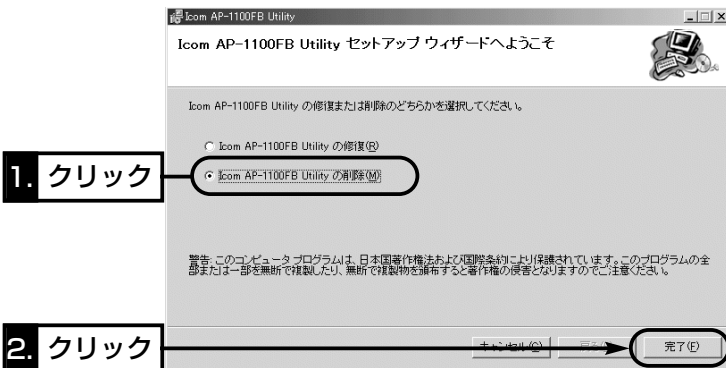 Icom AP-1100FB Utility
Icom AP-1100FB Utility セットアップ ウィザードへようこそ
Icom AP-1100FB Utility の修復または削除のどちらかを選択してください。
Icom AP-1100FB Utility の修復(R)
1. クリック
Icom AP-1100FB Utility の削除(M)
警告: このコンピュータ プログラムは、日本国著作権法および国際条約により保護されています。このプログラムの全
部または一部を無断で複製したり、無断で複製物を頒布すると著作権の侵害となりますのでご注意ください。
2. クリック
キャンセル(C)
完了(F)